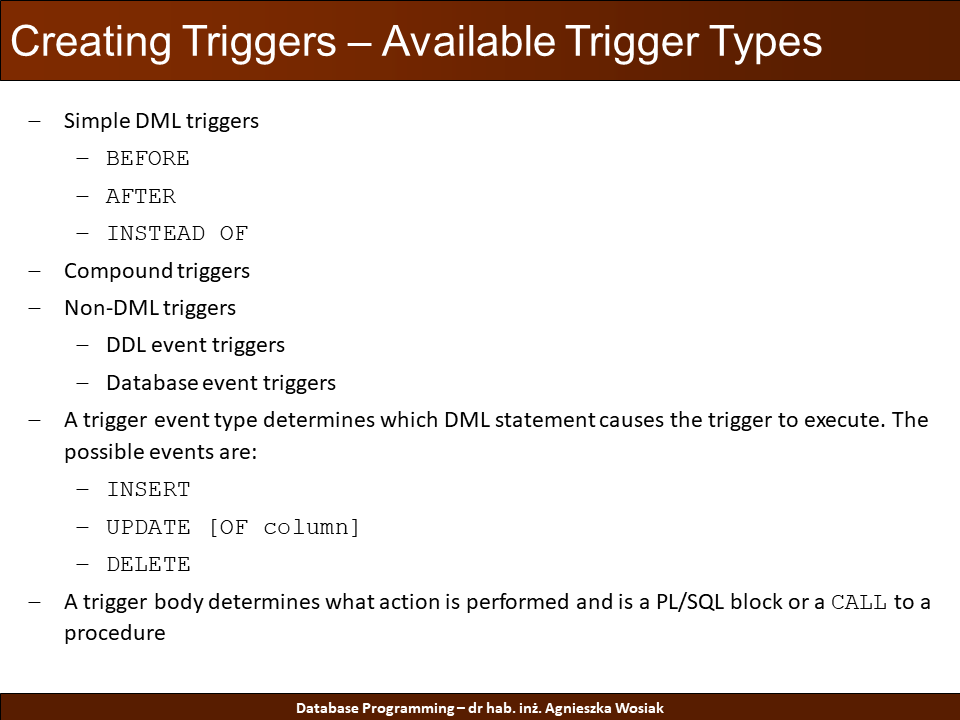 Creating Triggers – Available Trigger Types
– Simple DML triggers
– BEFORE
– AFTER
– INSTEAD OF
– Compound triggers
– Non-DML triggers
– DDL event triggers
– Database event triggers
– A trigger event type determines which DML statement causes the trigger to execute. The
possible events are:
– INSERT
– UPDATE [OF column]
– DELETE
– A trigger body determines what action is performed and is a PL/SQL block or a CALL to a
procedure
Database Programming – dr hab. inż. Agnieszka Wosiak